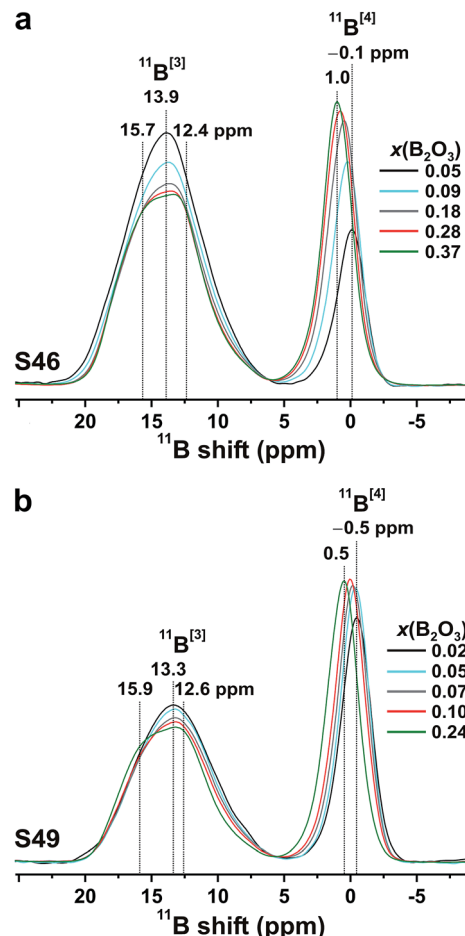 a
¹¹B[4]
¹¹B[3]
−0.1 ppm
13.9
1.0
15.7
12.4 ppm
x(B₂O₃)
0.05
0.09
0.18
0.28
0.37
S46
20 15 10 5 0 -5
¹¹B shift (ppm)
b
¹¹B[4]
−0.5 ppm
0.5
¹¹B[3]
13.3
15.9
12.6 ppm
x(B₂O₃)
0.02
0.05
0.07
0.10
0.24
S49
20 15 10 5 0 -5
¹¹B shift (ppm)